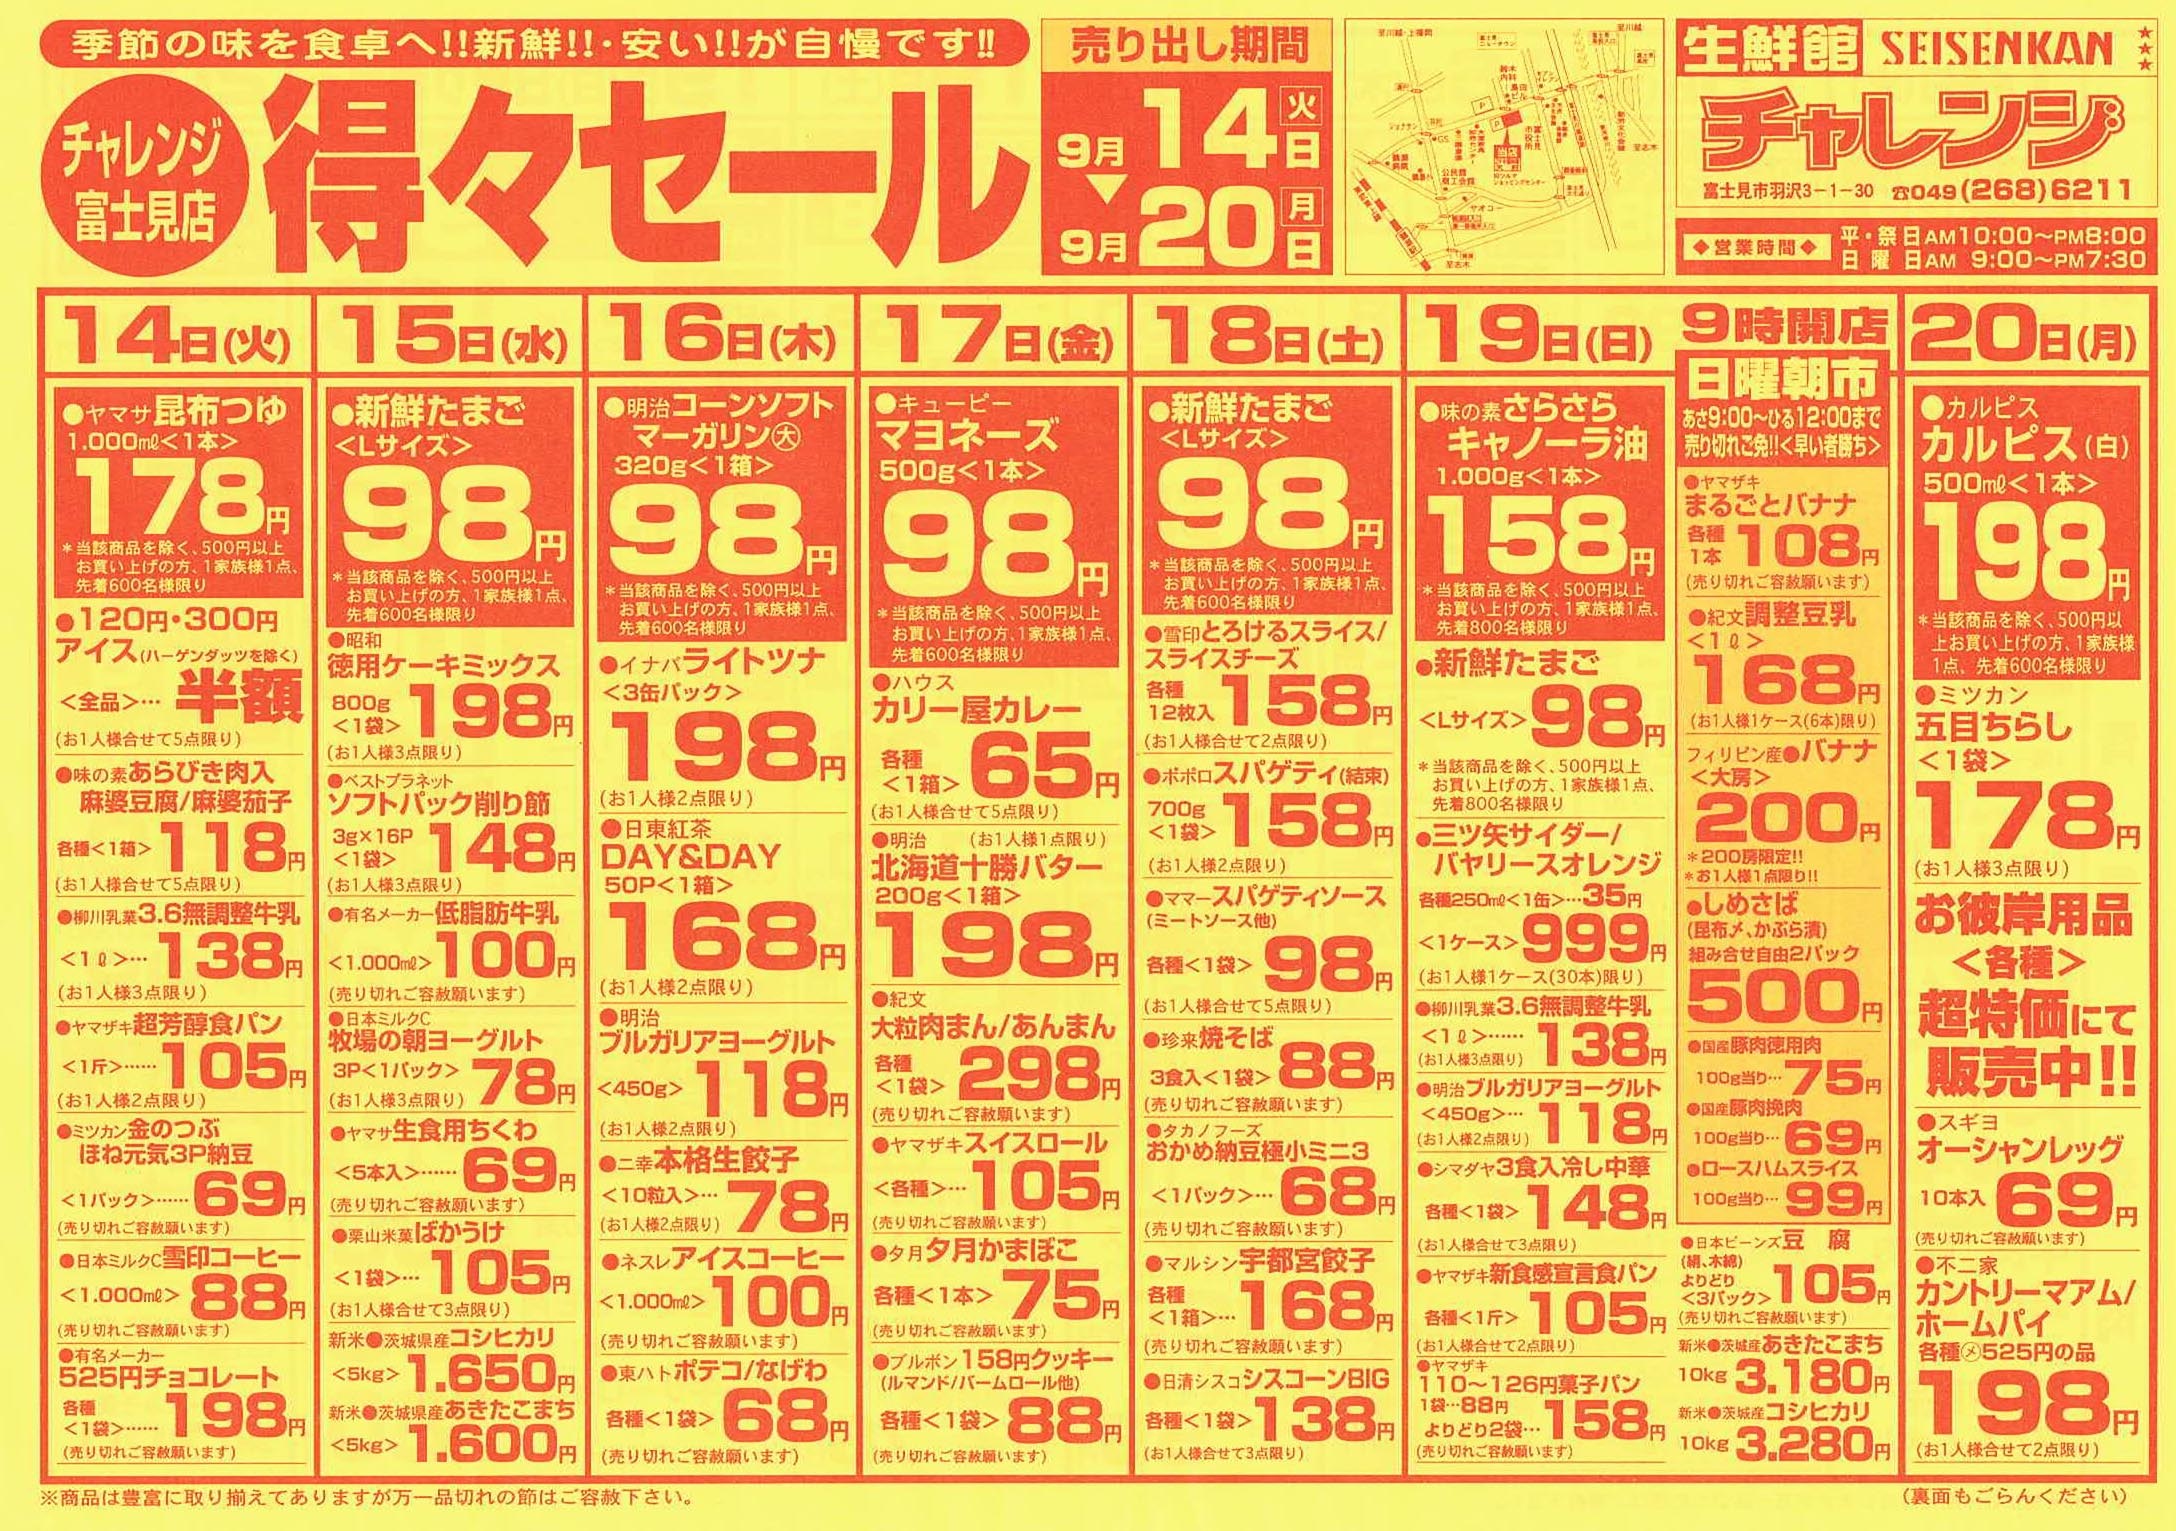 季節の味を食卓へ!!新鮮!!・安い!!が自慢です!!
チャレンジ
富士見店
得々セール
売り出し期間
9月14日火
▼
9月20日月
至川越
至志木
ヤオコー
当店
生鮮館 SEISENKAN
チャレンジ
富士見市羽沢3-1-30 ☎049(268)6211
◆営業時間◆
平・祭日AM10:00〜PM8:00
日曜日AM 9:00〜PM7:30
14日(火)
●ヤマサ昆布つゆ
1.000㎖<1本>
178円
*当該商品を除く、500円以上
お買い上げの方、1家族様1点、
先着600名様限り
●120円・300円
アイス(ハーゲンダッツを除く)
<全品>…半額
(お1人様合せて5点限り)
●味の素あらびき肉入
麻婆豆腐/麻婆茄子
各種<1箱>118円
(お1人様合せて5点限り)
●柳川乳業3.6無調整牛乳
<1ℓ>…138円
(お1人様3点限り)
●ヤマザキ超芳醇食パン
<1斤>……105円
(お1人様2点限り)
●ミツカン金のつぶ
ほね元気3P納豆
<1パック>……69円
(売り切れご容赦願います)
●日本ミルクC雪印コーヒー
<1.000㎖>88円
(売り切れご容赦願います)
●有名メーカー
525円チョコレート
各種
<1袋>……198円
(売り切れご容赦願います)
15日(水)
●新鮮たまご
<Lサイズ>
98円
*当該商品を除く、500円以上
お買い上げの方、1家族様1点、
先着600名様限り
●昭和
徳用ケーキミックス
800g
<1袋>198円
(お1人様3点限り)
●ベストプラネット
ソフトパック削り節
3g×16P
<1袋>148円
(お1人様3点限り)
●有名メーカー低脂肪牛乳
<1.000㎖>100円
(売り切れご容赦願います)
●日本ミルクC
牧場の朝ヨーグルト
3P<1パック>78円
(お1人様3点限り)
●ヤマサ生食用ちくわ
<5本入>……69円
(売り切れご容赦願います)
●栗山米菓ばかうけ
<1袋>…105円
(お1人様合せて3点限り)
新米●茨城県産コシヒカリ
<5kg>1.650円
新米●茨城県産あきたこまち
<5kg>1.600円
16日(木)
●明治コーンソフト
マーガリン㊅
320g<1箱>
98円
*当該商品を除く、500円以上
お買い上げの方、1家族様1点、
先着600名様限り
●イナバライトツナ
<3缶パック>
198円
(お1人様2点限り)
●日東紅茶
DAY&DAY
50P<1箱>
168円
(お1人様2点限り)
●明治
ブルガリアヨーグルト
<450g>118円
(お1人様2点限り)
●二幸本格生餃子
<10粒入>…78円
(お1人様2点限り)
●ネスレアイスコーヒー
<1.000㎖>100円
(売り切れご容赦願います)
●東ハトポテコ/なげわ
各種<1袋>68円
(売り切れご容赦願います)
17日(金)
●キューピー
マヨネーズ
500g<1本>
98円
*当該商品を除く、500円以上
お買い上げの方、1家族様1点、
先着600名様限り
●ハウス
カリー屋カレー
各種
<1箱>65円
(お1人様合せて5点限り)
●明治 (お1人様1点限り)
北海道十勝バター
200g<1箱>
198円
●紀文
大粒肉まん/あんまん
各種
<1袋>298円
(売り切れご容赦願います)
●ヤマザキスイスロール
<各種>…105円
(売り切れご容赦願います)
●夕月夕月かまぼこ
各種<1本>75円
(売り切れご容赦願います)
●ブルボン158円クッキー
(ルマンド/バームロール他)
各種<1袋>88円
(売り切れご容赦願います)
18日(土)
●新鮮たまご
<Lサイズ>
98円
*当該商品を除く、500円以上
お買い上げの方、1家族様1点、
先着600名様限り
●雪印とろけるスライス/
スライスチーズ
各種
12枚入158円
(お1人様合せて2点限り)
●ポポロスパゲティ(結束)
700g
<1袋>158円
(お1人様2点限り)
●ママースパゲティソース
(ミートソース他)
各種<1袋>98円
(お1人様合せて5点限り)
●珍来焼そば
3食入<1袋>88円
(売り切れご容赦願います)
●タカノフーズ
おかめ納豆極小ミニ3
<1パック>…68円
(売り切れご容赦願います)
●マルシン宇都宮餃子
各種
<1箱>…168円
(売り切れご容赦願います)
●日清シスコシスコーンBIG
各種<1袋>138円
(お1人様合せて3点限り)
19日(日)
●味の素さらさら
キャノーラ油
1.000g<1本>
158円
*当該商品を除く、500円以上
お買い上げの方、1家族様1点、
先着800名様限り
●新鮮たまご
<Lサイズ>98円
*当該商品を除く、500円以上
お買い上げの方、1家族様1点、
先着800名様限り
●三ツ矢サイダー/
バヤリースオレンジ
各種250㎖<1缶>…35円
<1ケース>999円
(お1人様1ケース(30本)限り)
●柳川乳業3.6無調整牛乳
<1ℓ>……138円
(お1人様3点限り)
●明治ブルガリアヨーグルト
<450g>…118円
(お1人様2点限り)
●シマダヤ3食入冷し中華
各種<1袋>148円
(お1人様合せて3点限り)
●ヤマザキ新食感宣言食パン
各種<1斤>105円
(お1人様合せて2点限り)
●ヤマザキ
110〜126円菓子パン
1袋…88円
よりどり2袋…158円
(売り切れご容赦願います)
9時開店
日曜朝市
あさ9:00〜ひる12:00まで
売り切れご免!!<早い者勝ち>
●ヤマザキ
まるごとバナナ
各種
1本108円
(売り切れご容赦願います)
●紀文調整豆乳
<1ℓ>
168円
(お1人様1ケース(6本)限り)
フィリピン産●バナナ
<大房>
200円
*200房限定!!
*お1人様1点限り!!
●しめさば
(昆布〆、かぶら漬)
組み合せ自由2パック
500円
●国産豚肉徳用肉
100g当り…75円
●国産豚肉挽肉
100g当り…69円
●ロースハムスライス
100g当り…99円
●日本ビーンズ豆腐
(絹、木綿)
よりどり
<3パック>105円
(売り切れご容赦願います)
新米●茨城産あきたこまち
10kg 3.180円
新米●茨城産コシヒカリ
10kg 3.280円
20日(月)
●カルピス
カルピス(白)
500㎖<1本>
198円
*当該商品を除く、500円以
上お買い上げの方、1家族様
1点、先着600名様限り
●ミツカン
五目ちらし
<1袋>
178円
(お1人様3点限り)
お彼岸用品
<各種>
超特価にて
販売中!!
●スギヨ
オーシャンレッグ
10本入69円
(売り切れご容赦願います)
●不二家
カントリーマアム/
ホームパイ
各種〆525円の品
198円
(お1人様合せて2点限り)
※商品は豊富に取り揃えてありますが万一品切れの節はご容赦下さい。
(裏面もごらんください)